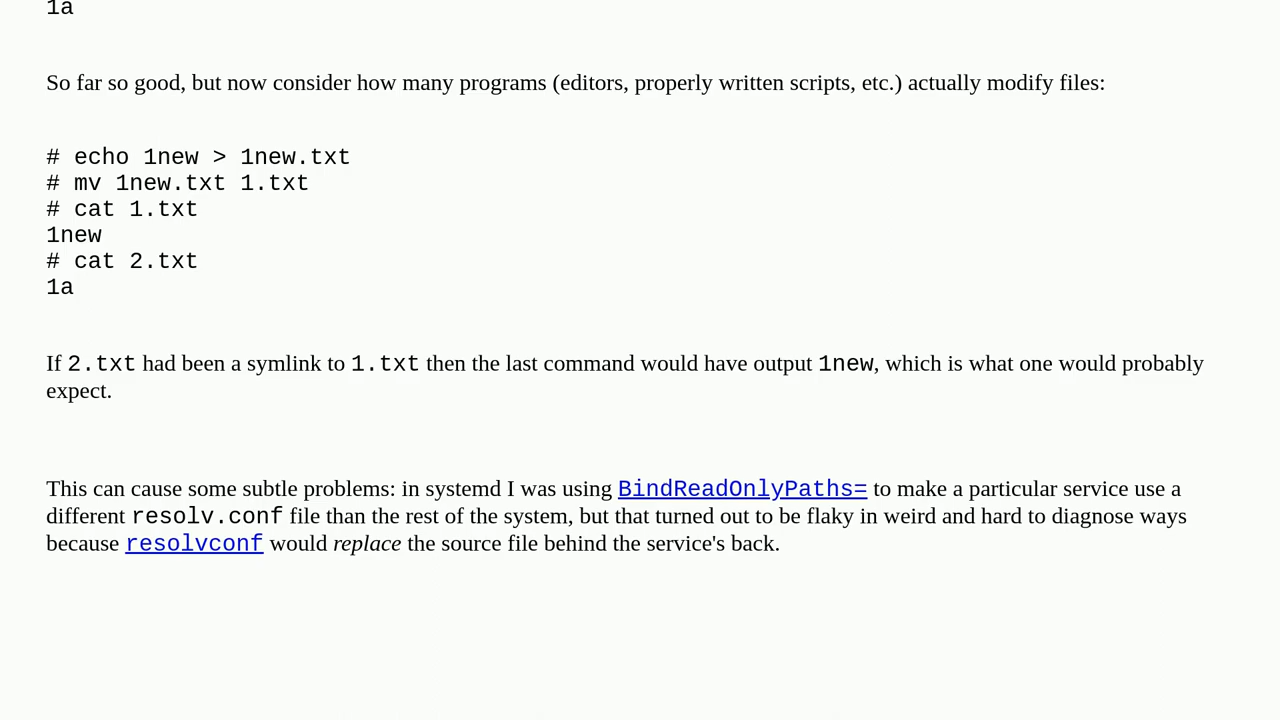 1a
So far so good, but now consider how many programs (editors, properly written scripts, etc.) actually modify files:
# echo 1new > 1new.txt
# mv 1new.txt 1.txt
# cat 1.txt
1new
# cat 2.txt
1a
If 2.txt had been a symlink to 1.txt then the last command would have output 1new, which is what one would probably
expect.
This can cause some subtle problems: in systemd I was using BindReadOnlyPaths= to make a particular service use a
different resolv.conf file than the rest of the system, but that turned out to be flaky in weird and hard to diagnose ways
because resolvconf would replace the source file behind the service's back.